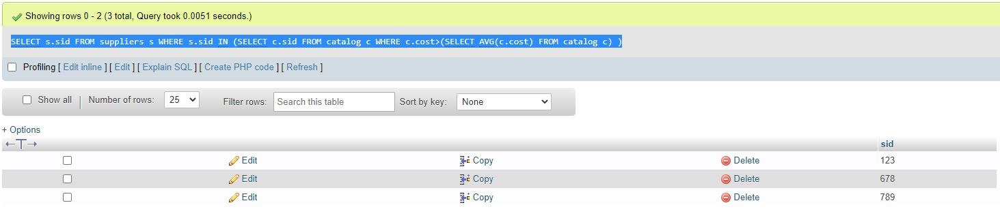 Showing rows 0 - 2 (3 total, Query took 0.0051 seconds.)
SELECT s.sid FROM suppliers s WHERE s.sid IN (SELECT c.sid FROM catalog c WHERE c.cost>(SELECT AVG(c.cost) FROM catalog c) )
Profiling [ Edit inline ] [ Edit ] [ Explain SQL ] [ Create PHP code ] [ Refresh ]
Show all Number of rows: 25 Filter rows: Search this table Sort by key: None
+ Options
sid
Edit Copy Delete 123
Edit Copy Delete 678
Edit Copy Delete 789